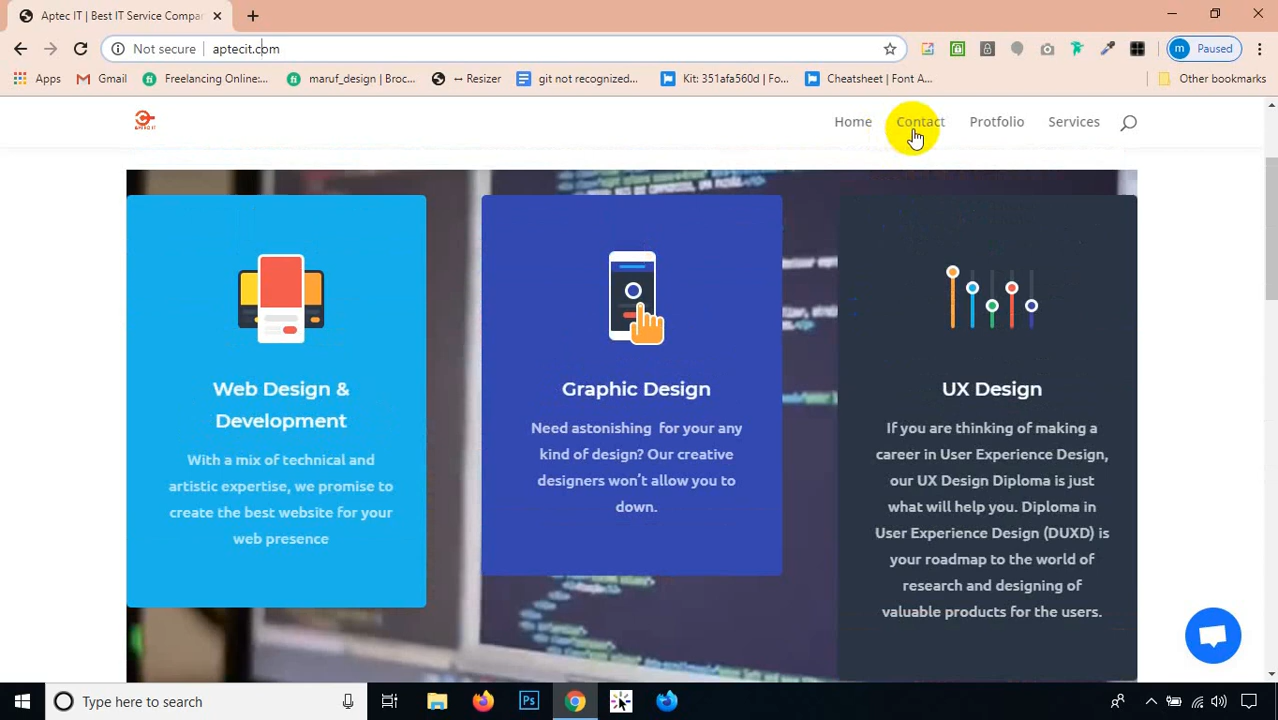 Aptec IT | Best IT Service Compar
Not secure
aptecit.com
Paused
m
Apps
Gmail
Freelancing Online:...
maruf_design | Broc...
↔ Resizer
git not recognized...
Kit: 351afa560d | Fo...
Cheatsheet | Font A...
Other bookmarks
APTEC IT
Home
Contact
Protfolio
Services
Web Design &
Development
With a mix of technical and
artistic expertise, we promise to
create the best website for your
web presence
Graphic Design
Need astonishing for your any
kind of design? Our creative
designers won't allow you to
down.
UX Design
If you are thinking of making a
career in User Experience Design,
our UX Design Diploma is just
what will help you. Diploma in
User Experience Design (DUXD) is
your roadmap to the world of
research and designing of
valuable products for the users.
Type here to search
Ps